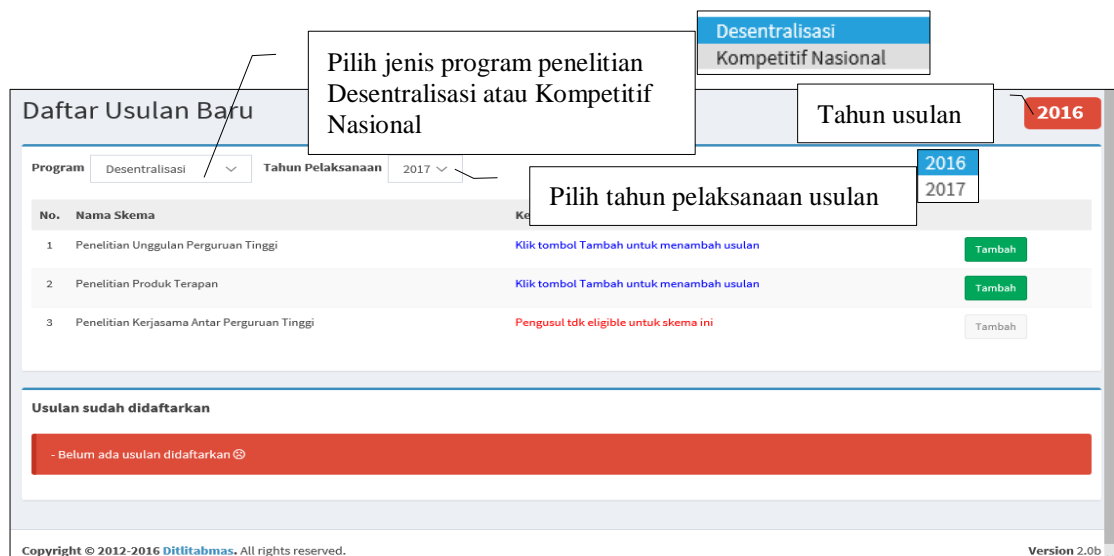 Desentralisasi
Kompetitif Nasional
Pilih jenis program penelitian
Desentralisasi atau Kompetitif
Nasional
Daftar Usulan Baru
Tahun usulan
2016
Program Desentralisasi Tahun Pelaksanaan 2017
2016
2017
Pilih tahun pelaksanaan usulan
No. Nama Skema Ke
1 Penelitian Unggulan Perguruan Tinggi Klik tombol Tambah untuk menambah usulan Tambah
2 Penelitian Produk Terapan Klik tombol Tambah untuk menambah usulan Tambah
3 Penelitian Kerjasama Antar Perguruan Tinggi Pengusul tdk eligible untuk skema ini Tambah
Usulan sudah didaftarkan
- Belum ada usulan didaftarkan ☹
Copyright © 2012-2016 Ditlitabmas. All rights reserved. Version 2.0b